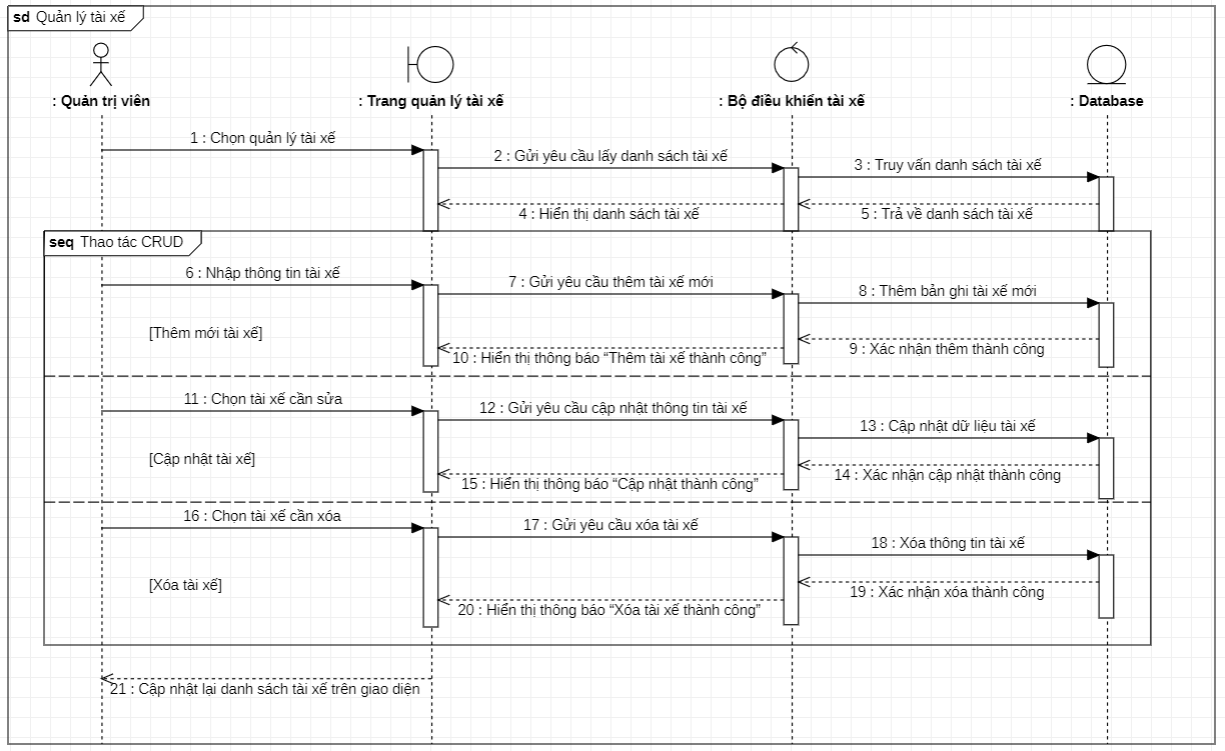 sd Quản lý tài xế
: Quản trị viên
: Trang quản lý tài xế
: Bộ điều khiển tài xế
: Database
1 : Chọn quản lý tài xế
2 : Gửi yêu cầu lấy danh sách tài xế
3 : Truy vấn danh sách tài xế
4 : Hiển thị danh sách tài xế
5 : Trả về danh sách tài xế
seq Thao tác CRUD
6 : Nhập thông tin tài xế
7 : Gửi yêu cầu thêm tài xế mới
8 : Thêm bản ghi tài xế mới
[Thêm mới tài xế]
9 : Xác nhận thêm thành công
10 : Hiển thị thông báo “Thêm tài xế thành công”
11 : Chọn tài xế cần sửa
12 : Gửi yêu cầu cập nhật thông tin tài xế
13 : Cập nhật dữ liệu tài xế
[Cập nhật tài xế]
14 : Xác nhận cập nhật thành công
15 : Hiển thị thông báo “Cập nhật thành công”
16 : Chọn tài xế cần xóa
17 : Gửi yêu cầu xóa tài xế
18 : Xóa thông tin tài xế
[Xóa tài xế]
19 : Xác nhận xóa thành công
20 : Hiển thị thông báo “Xóa tài xế thành công”
21 : Cập nhật lại danh sách tài xế trên giao diện